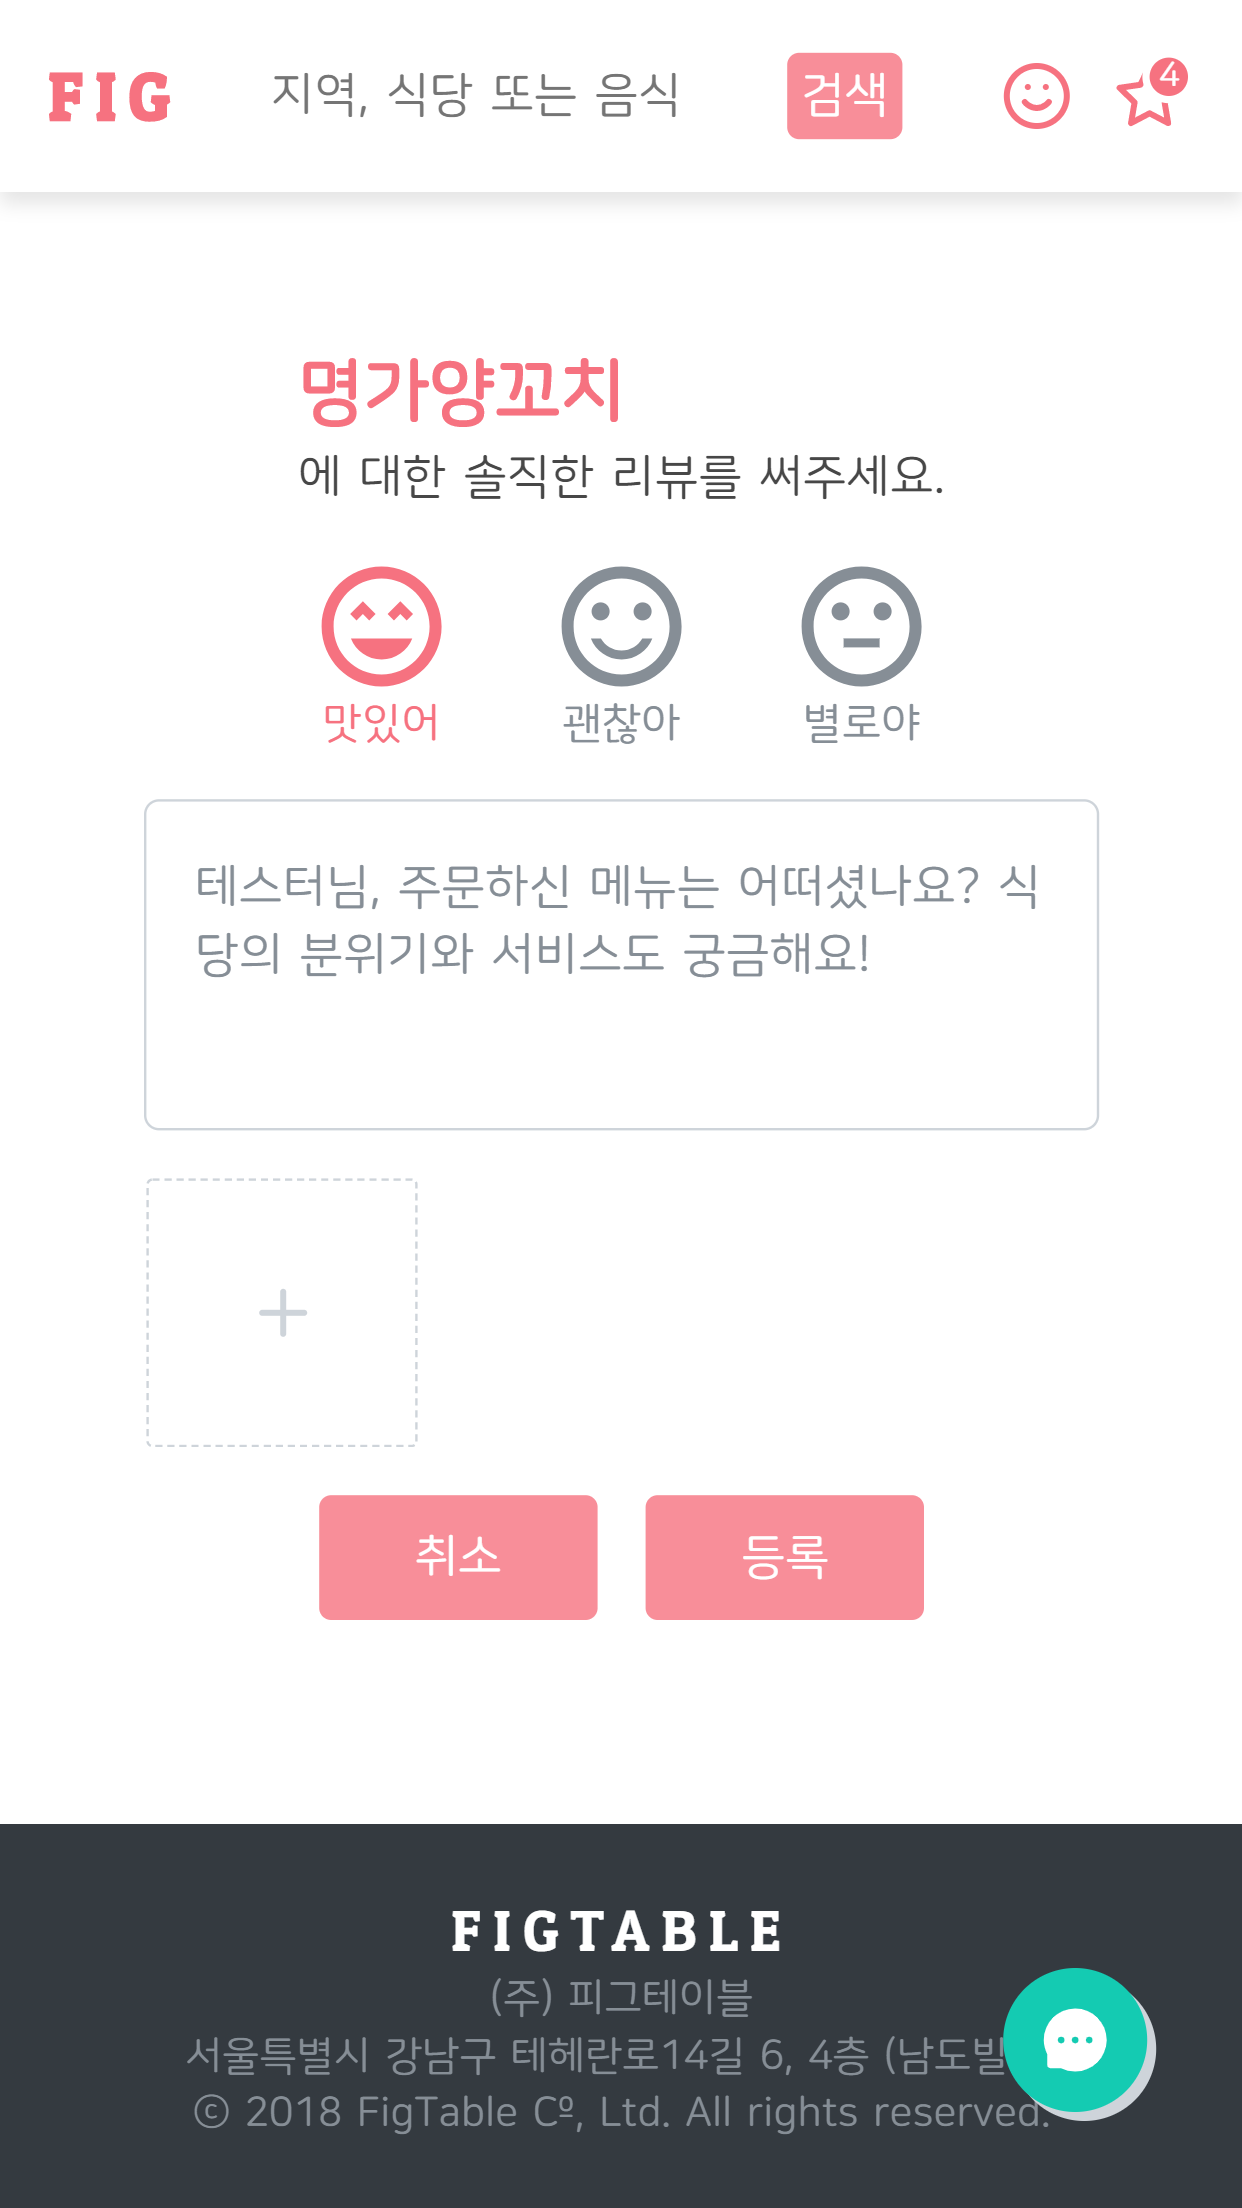 FIG
지역, 식당 또는 음식
검색
4
명가양꼬치
에 대한 솔직한 리뷰를 써주세요.
맛있어
괜찮아
별로야
테스터님, 주문하신 메뉴는 어떠셨나요? 식
당의 분위기와 서비스도 궁금해요!
취소
등록
FIGTABLE
(주) 피그테이블
서울특별시 강남구 테헤란로14길 6, 4층 (남도빌
ⓒ 2018 FigTable Cº, Ltd. All rights reserved.